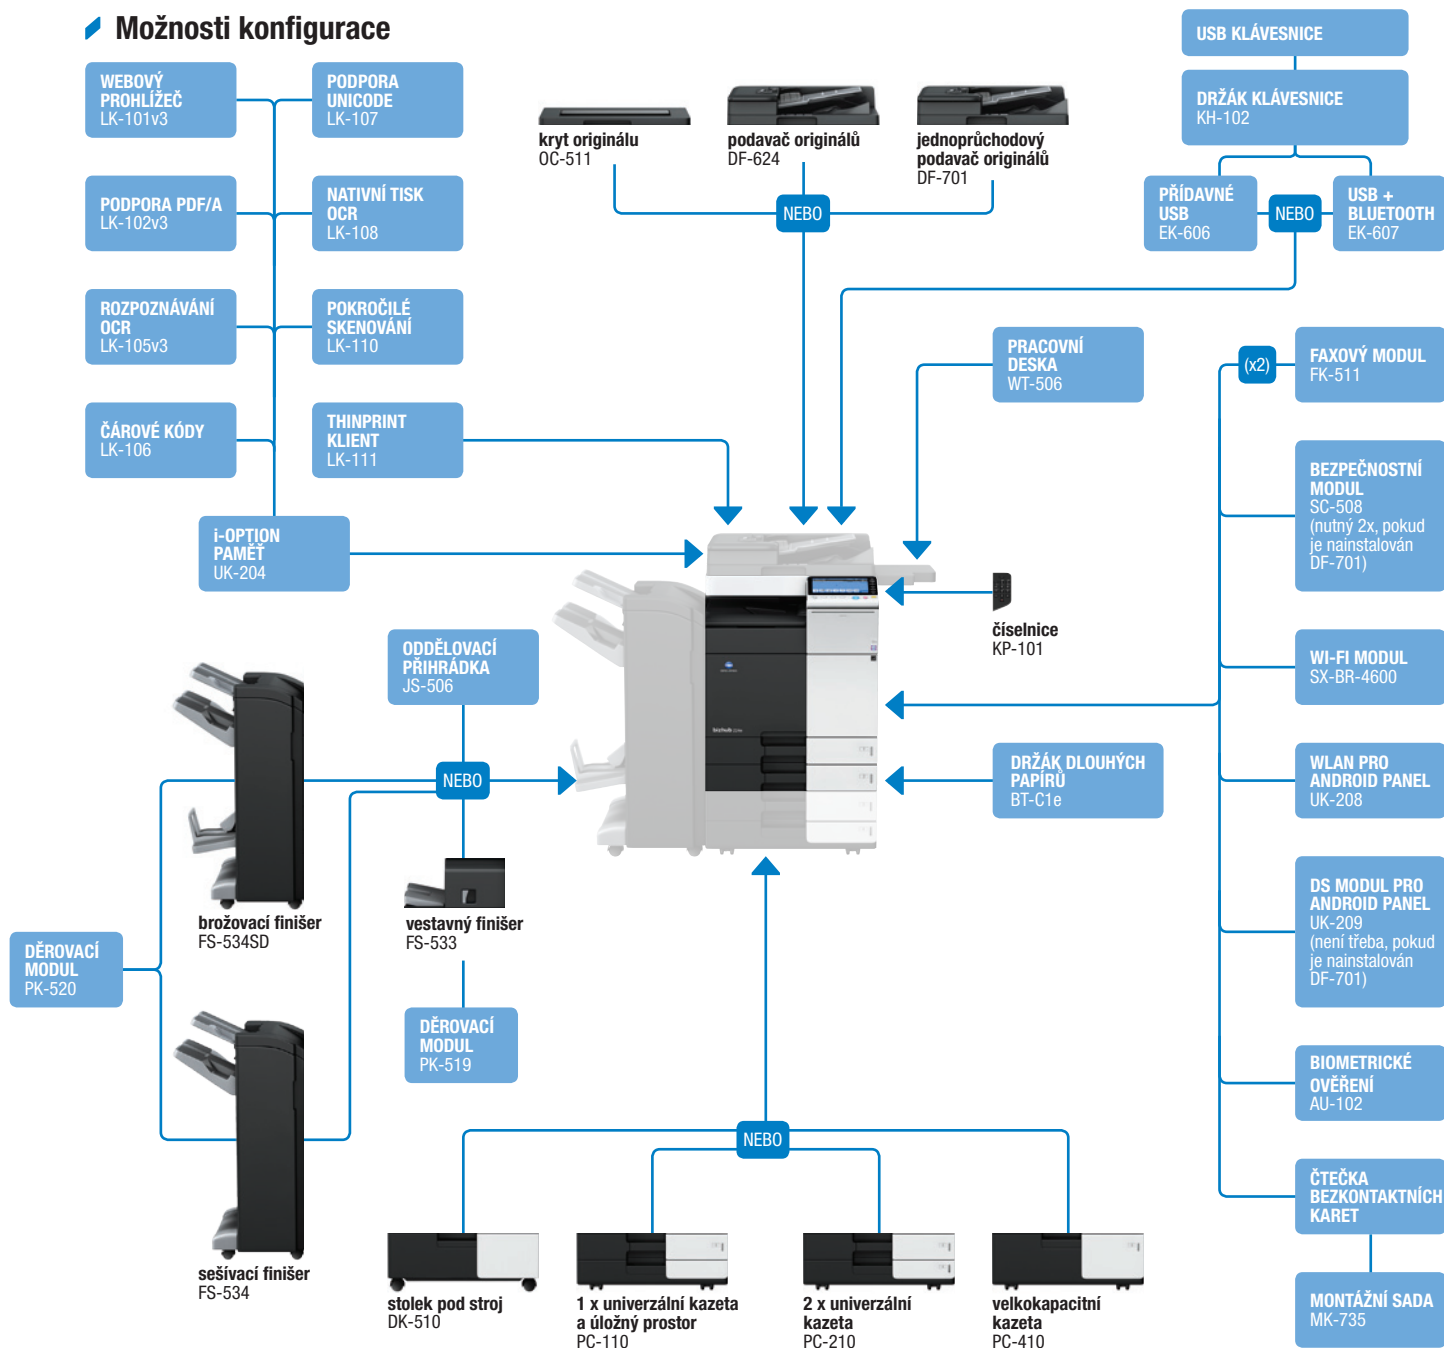 Možnosti konfigurace
WEBOVÝ
PROHLÍŽEČ
LK-101v3
PODPORA
UNICODE
LK-107
PODPORA PDF/A
LK-102v3
NATIVNÍ TISK
OCR
LK-108
ROZPOZNÁVÁNÍ
OCR
LK-105v3
POKROČILÉ
SKENOVÁNÍ
LK-110
ČÁROVÉ KÓDY
LK-106
THINPRINT
KLIENT
LK-111
i-OPTION
PAMĚŤ
UK-204
kryt originálu
OC-511
podavač originálů
DF-624
jednoprůchodový
podavač originálů
DF-701
NEBO
USB KLÁVESNICE
DRŽÁK KLÁVESNICE
KH-102
PŘÍDAVNÉ
USB
EK-606
NEBO
USB +
BLUETOOTH
EK-607
PRACOVNÍ
DESKA
WT-506
(x2)
FAXOVÝ MODUL
FK-511
BEZPEČNOSTNÍ
MODUL
SC-508
(nutný 2x, pokud
je nainstalován
DF-701)
číselnice
KP-101
WI-FI MODUL
SX-BR-4600
ODDĚLOVACÍ
PŘIHRÁDKA
JS-506
NEBO
DRŽÁK DLOUHÝCH
PAPÍRŮ
BT-C1e
WLAN PRO
ANDROID PANEL
UK-208
DS MODUL PRO
ANDROID PANEL
UK-209
(není třeba, pokud
je nainstalován
DF-701)
brožovací finišer
FS-534SD
vestavný finišer
FS-533
DĚROVACÍ
MODUL
PK-520
DĚROVACÍ
MODUL
PK-519
BIOMETRICKÉ
OVĚŘENÍ
AU-102
NEBO
ČTEČKA
BEZKONTAKTNÍCH
KARET
sešívací finišer
FS-534
stolek pod stroj
DK-510
1 x univerzální kazeta
a úložný prostor
PC-110
2 x univerzální
kazeta
PC-210
velkokapacitní
kazeta
PC-410
MONTÁŽNÍ SADA
MK-735